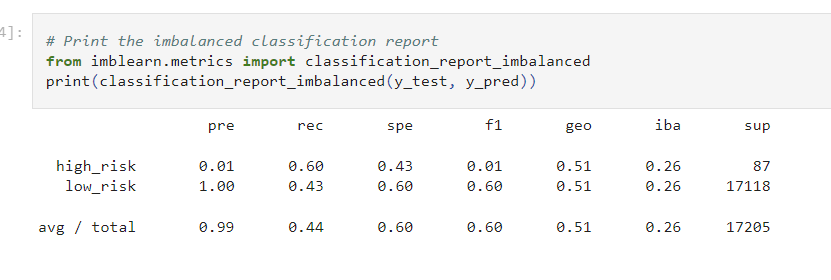 4]:
# Print the imbalanced classification report
from imblearn.metrics import classification_report_imbalanced
print(classification_report_imbalanced(y_test, y_pred))
pre rec spe f1 geo iba sup
high_risk 0.01 0.60 0.43 0.01 0.51 0.26 87
low_risk 1.00 0.43 0.60 0.60 0.51 0.26 17118
avg / total 0.99 0.44 0.60 0.60 0.51 0.26 17205